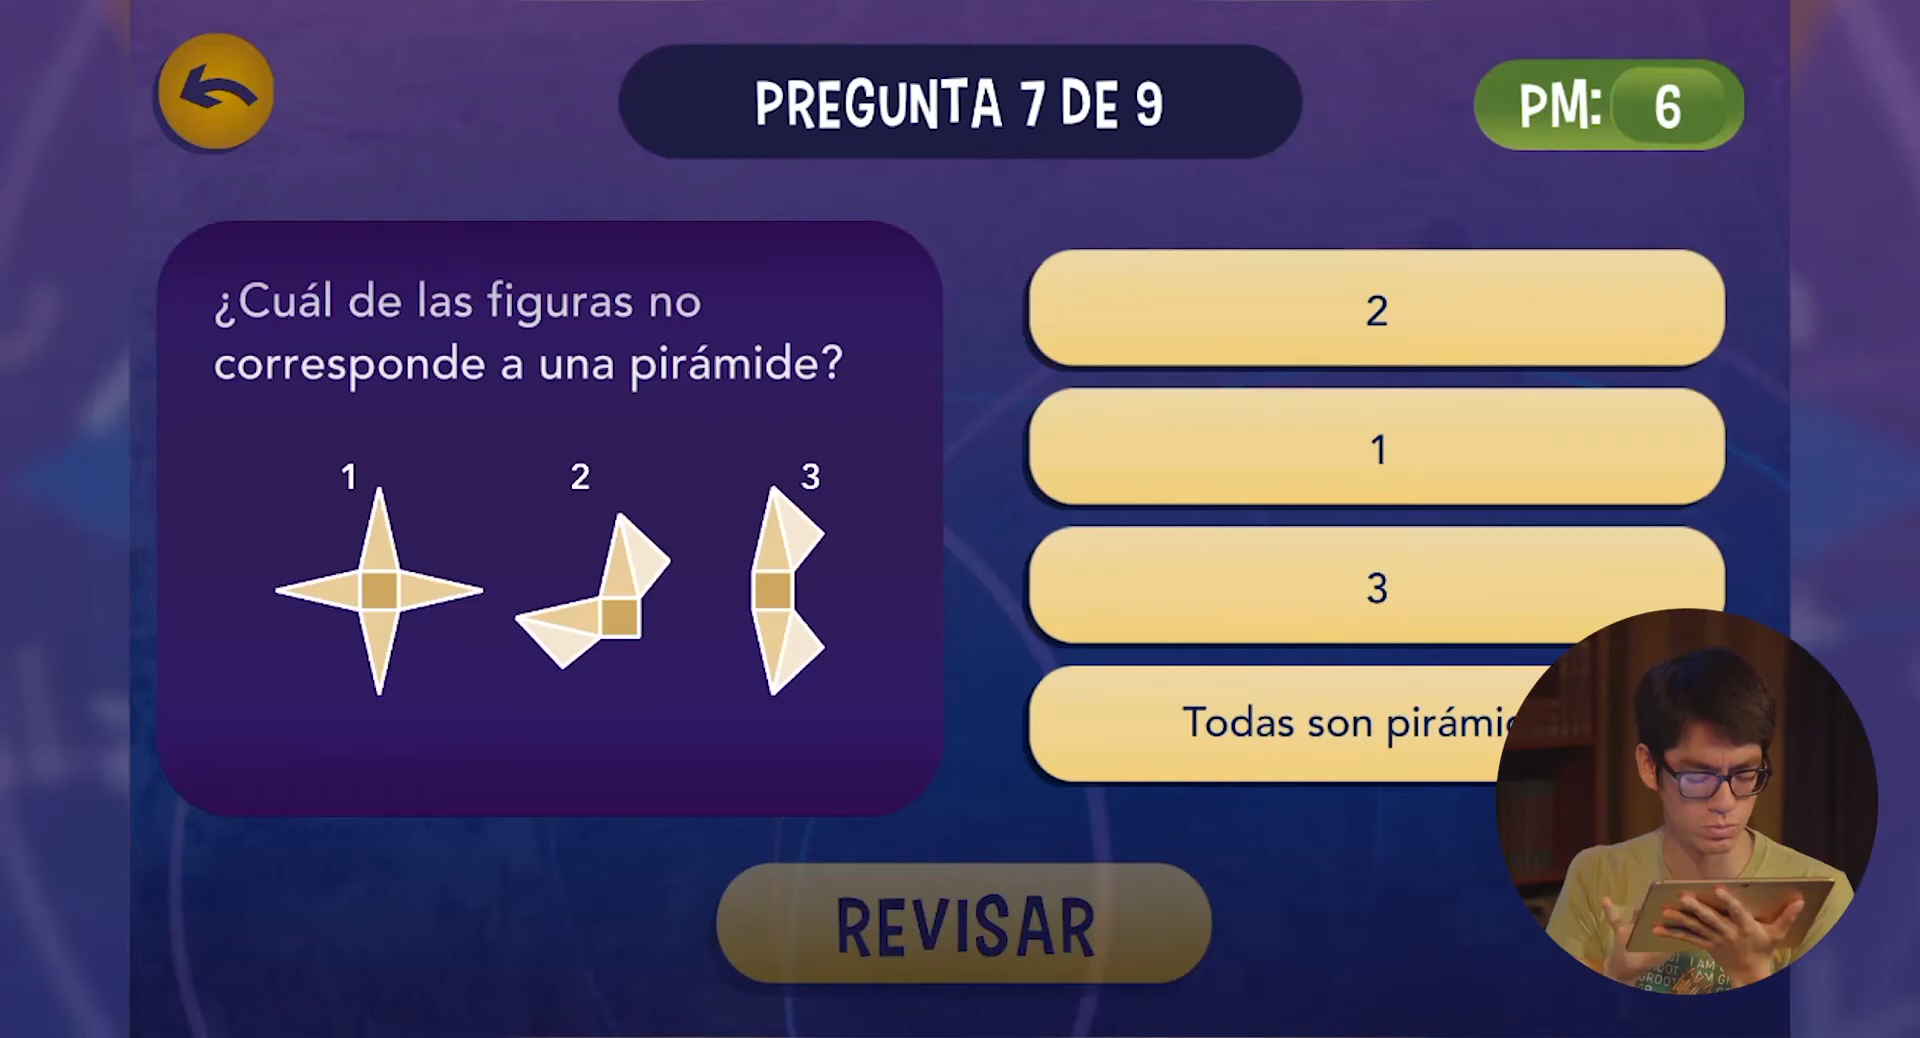 PREGUNTA 7 DE 9
PM: 6
¿Cuál de las figuras no
corresponde a una pirámide?
1 2 3
2
1
3
Todas son
REVISAR
I AM